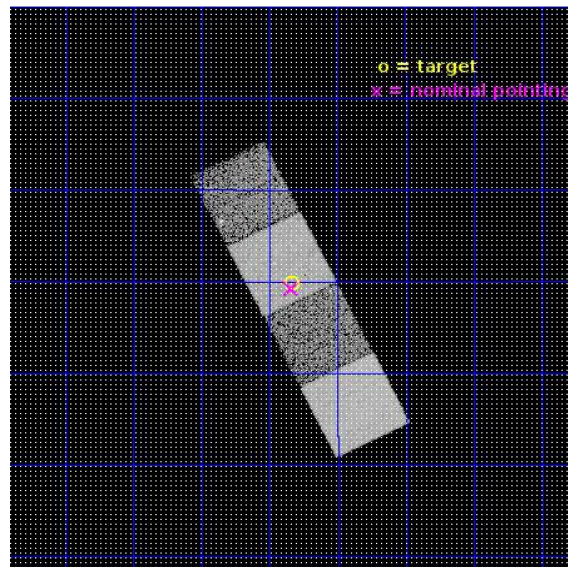 o = target
x = nominal pointing